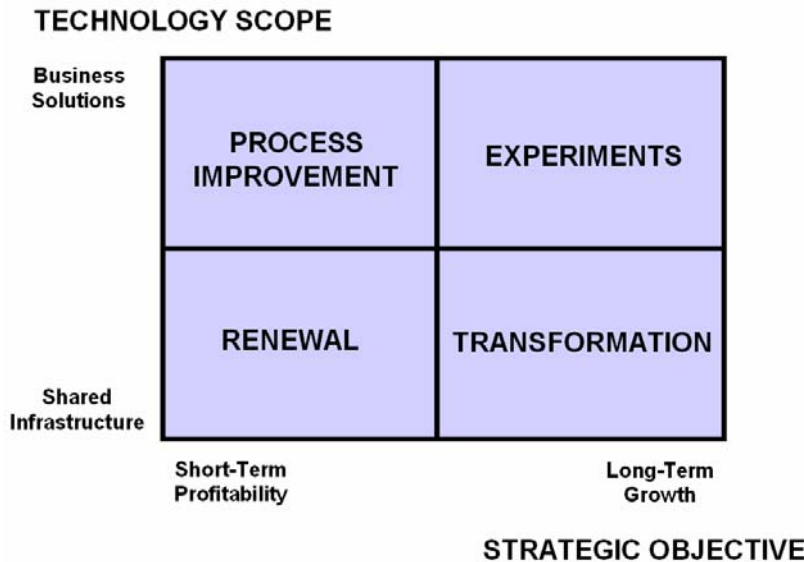 TECHNOLOGY SCOPE
Business
Solutions
PROCESS
IMPROVEMENT
EXPERIMENTS
RENEWAL
TRANSFORMATION
Shared
Infrastructure
Short-Term
Profitability
Long-Term
Growth
STRATEGIC OBJECTIVE